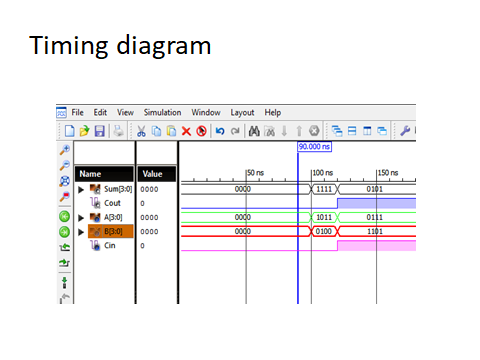 Timing diagram
File Edit View Simulation Window Layout Help
90.000 ns
50 ns 100 ns 150 ns
Name Value
Sum[3:0] 0000 0000 1111 0101
Cout 0
A[3:0] 0000 0000 1011 0111
B[3:0] 0000 0000 0100 1101
Cin 0